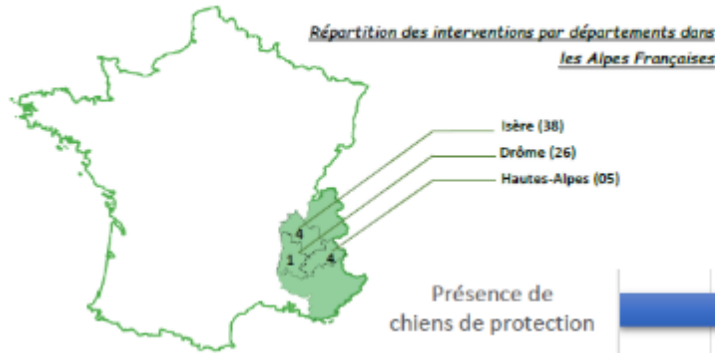 Répartition des interventions par départements dans
les Alpes Françaises
Isère (38)
Drôme (26)
Hautes-Alpes (05)
4
1
4
Présence de
chiens de protection